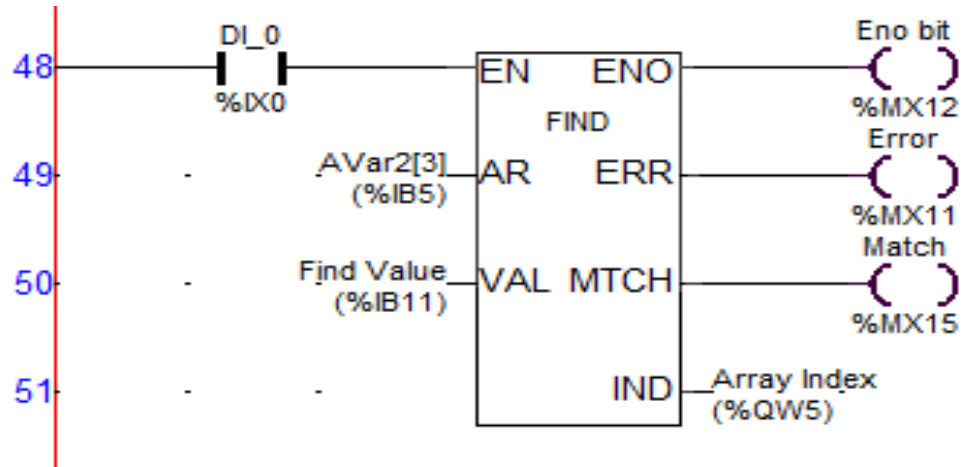 DI_0
Eno bit
48
EN ENO
%IX0
%MX12
FIND
Error
AVar2[3]
49
AR ERR
(%IB5)
%MX11
Match
Find Value
50
VAL MTCH
(%IB11)
%MX15
51
IND
Array Index
(%QW5)